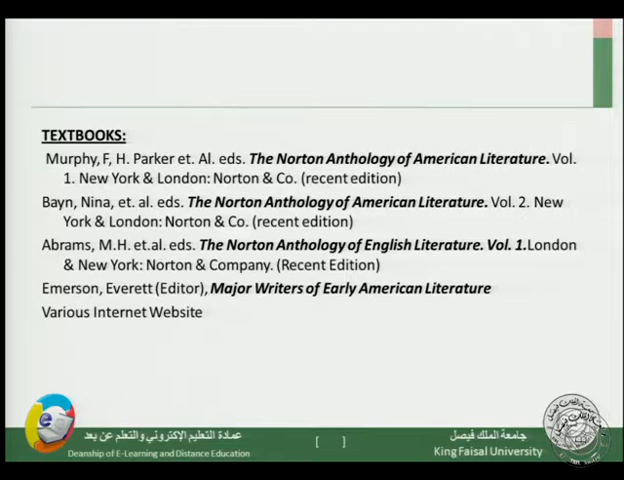 TEXTBOOKS:
Murphy, F, H. Parker et. Al. eds. The Norton Anthology of American Literature. Vol.
1. New York & London: Norton & Co. (recent edition)
Bayn, Nina, et. al. eds. The Norton Anthology of American Literature. Vol. 2. New
York & London: Norton & Co. (recent edition)
Abrams, M.H. et.al. eds. The Norton Anthology of English Literature. Vol. 1.London
& New York: Norton & Company. (Recent Edition)
Emerson, Everett (Editor), Major Writers of Early American Literature
Various Internet Website
عمادة التعليم الإلكتروني والتعلم عن بعد
Deanship of E-Learning and Distance Education
[ ]
جامعة الملك فيصل
King Faisal University